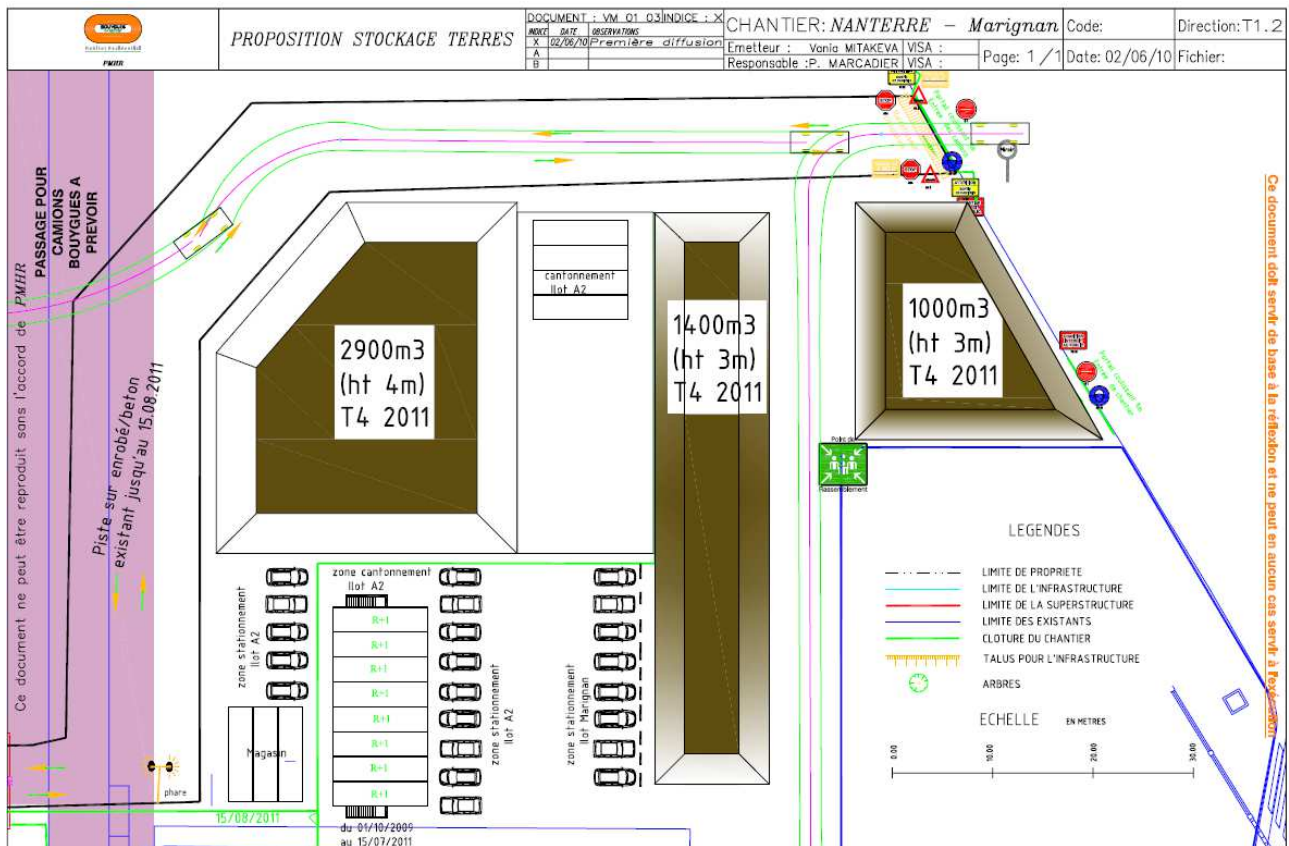 PMHR
PROPOSITION STOCKAGE TERRES
DOCUMENT : VM 01 03
INDICE : X
INDICE DATE OBSERVATIONS
X 02/06/10 Première diffusion
A
B
CHANTIER: NANTERRE - Marignan
Emetteur : Vania MITAKEVA VISA :
Responsable :P. MARCADIER VISA :
Code:
Direction:T1.2
Page: 1 /1
Date: 02/06/10
Fichier:
Ce document ne peut être reproduit sans l'accord de PMHR
PASSAGE POUR
CAMIONS
BOUYGUES A
PREVOIR
Piste sur enrobé/beton
existant jusqu'au 15.08.2011
2900m3
(ht 4m)
T4 2011
cantonnement
Ilot A2
1400m3
(ht 3m)
T4 2011
1000m3
(ht 3m)
T4 2011
Miroir
Point de
Rassemblement
zone stationnement
Ilot A2
zone cantonnement
Ilot A2
R+1
R+1
R+1
R+1
R+1
R+1
R+1
R+1
zone stationnement
Ilot A2
zone stationnement
Ilot Marignan
Magasin
phare
15/08/2011
du 01/10/2009
au 15/07/2011
LEGENDES
LIMITE DE PROPRIETE
LIMITE DE L'INFRASTRUCTURE
LIMITE DE LA SUPERSTRUCTURE
LIMITE DES EXISTANTS
CLOTURE DU CHANTIER
TALUS POUR L'INFRASTRUCTURE
ARBRES
ECHELLE EN METRES
0.00 10.00 20.00 30.00
Ce document doit servir de base à la réflexion et ne peut en aucun cas servir à l'exécution